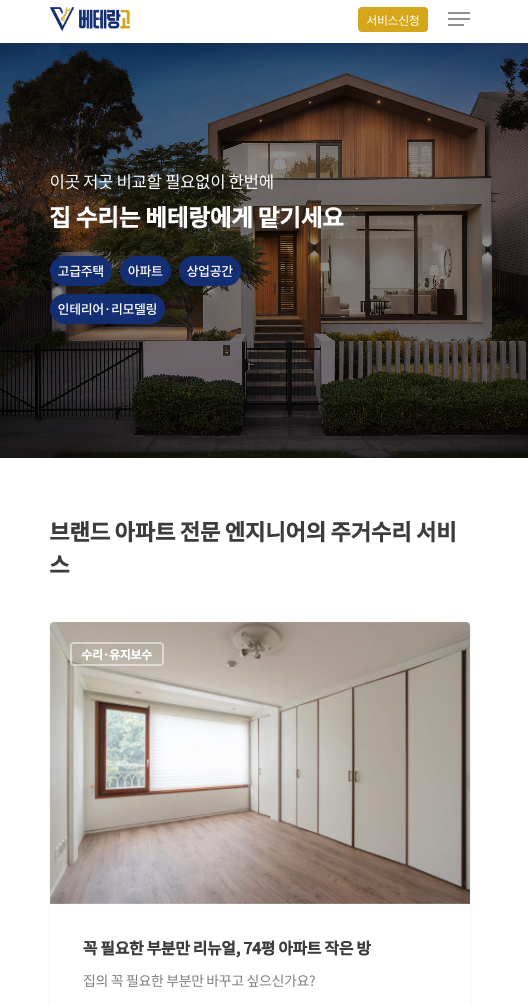 베테랑고
서비스신청
이곳 저곳 비교할 필요없이 한번에
집 수리는 베테랑에게 맡기세요
고급주택 아파트 상업공간
인테리어·리모델링
브랜드 아파트 전문 엔지니어의 주거수리 서비
스
수리·유지보수
꼭 필요한 부분만 리뉴얼, 74평 아파트 작은 방
집의 꼭 필요한 부분만 바꾸고 싶으신가요?